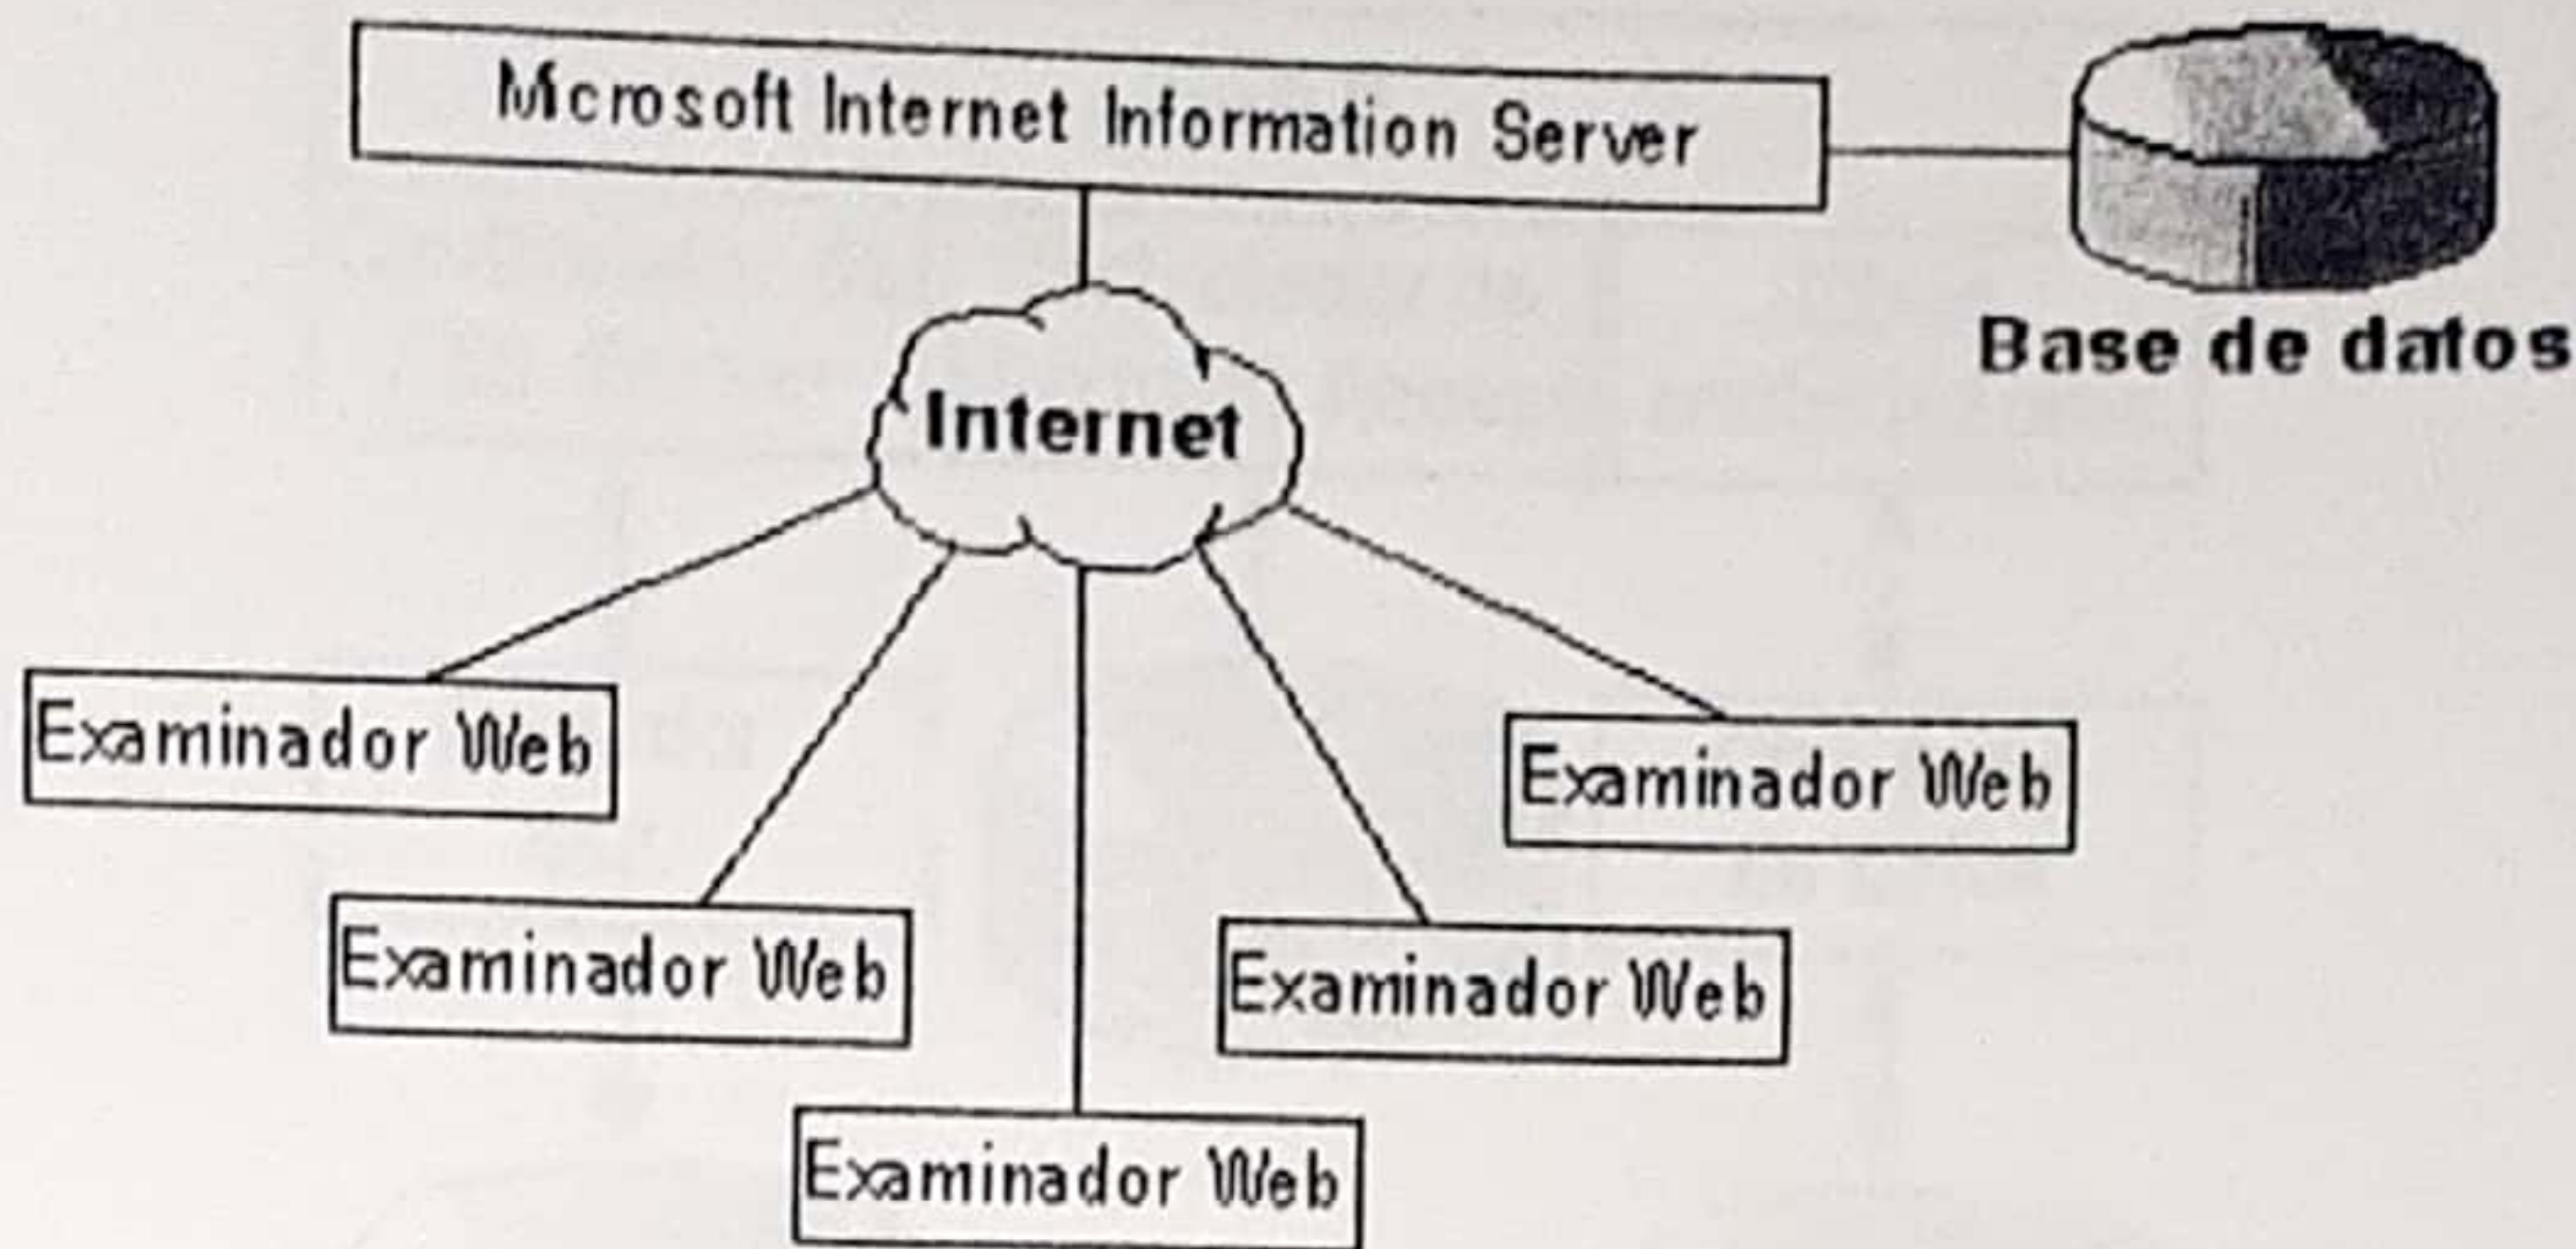 Microsoft Internet Information Server
Base de datos
Internet
Examinador Web
Examinador Web
Examinador Web
Examinador Web
Examinador Web